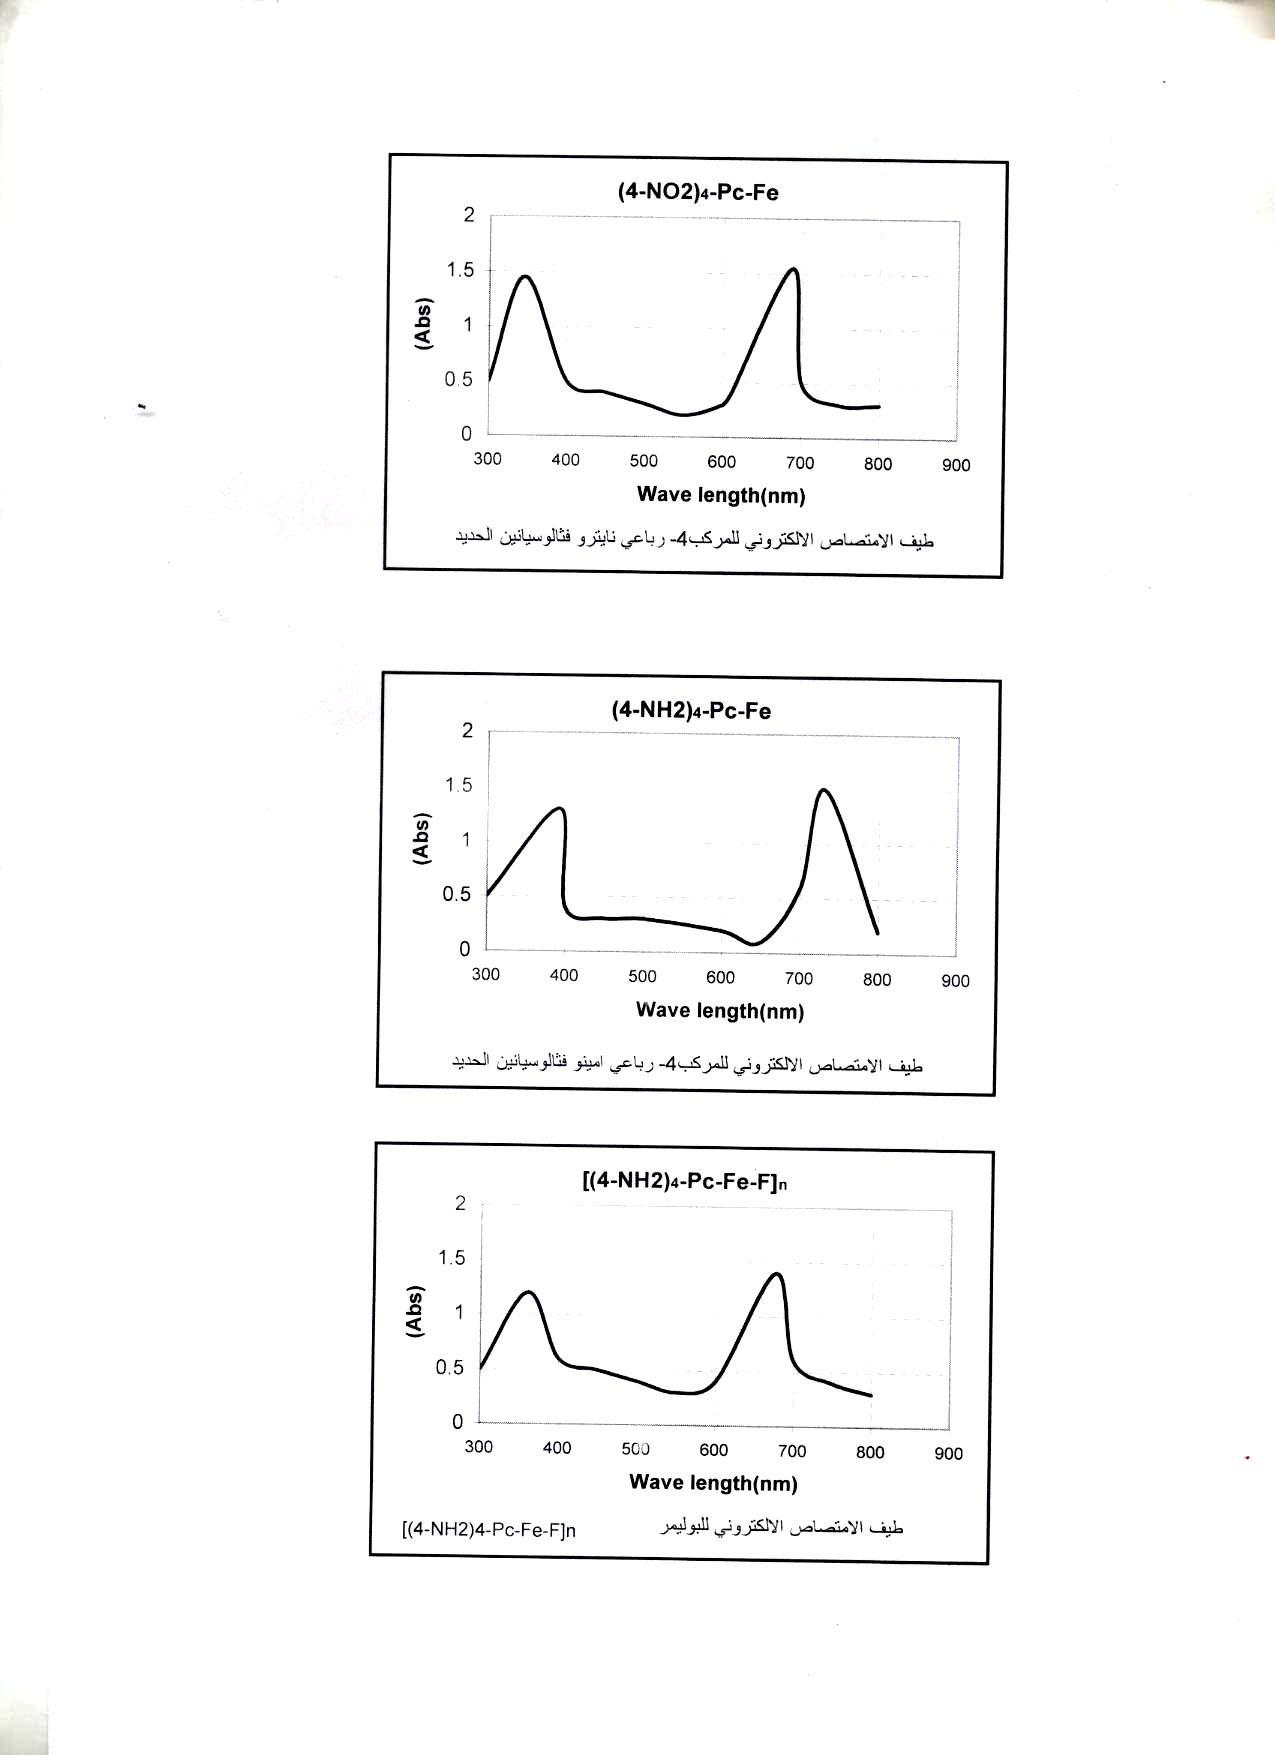 (4-NO2)4-Pc-Fe
2
1.5
1
0.5
0
(Abs)
300 400 500 600 700 800 900
Wave length(nm)
طيف الامتصاص الالكتروني للمركب4- رباعي نايترو فثالوسيانين الحديد
(4-NH2)4-Pc-Fe
2
1.5
1
0.5
0
(Abs)
300 400 500 600 700 800 900
Wave length(nm)
طيف الامتصاص الالكتروني للمركب4- رباعي امينو فثالوسيانين الحديد
[(4-NH2)4-Pc-Fe-F]n
2
1.5
1
0.5
0
(Abs)
300 400 500 600 700 800 900
Wave length(nm)
طيف الامتصاص الالكتروني للبوليمر [(4-NH2)4-Pc-Fe-F]n